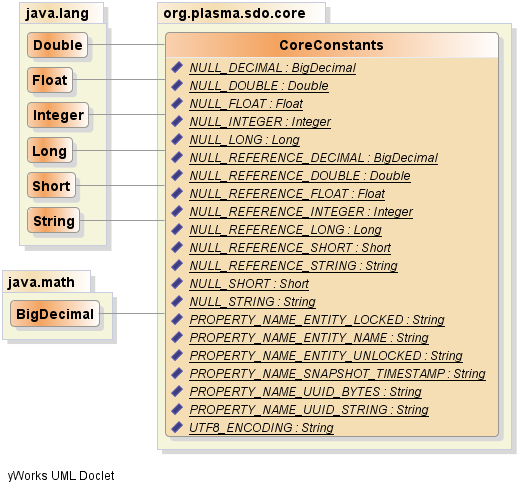 java.lang
Double
Float
Integer
Long
Short
String
java.math
BigDecimal
org.plasma.sdo.core
CoreConstants
NULL_DECIMAL : BigDecimal
NULL_DOUBLE : Double
NULL_FLOAT : Float
NULL_INTEGER : Integer
NULL_LONG : Long
NULL_REFERENCE_DECIMAL : BigDecimal
NULL_REFERENCE_DOUBLE : Double
NULL_REFERENCE_FLOAT : Float
NULL_REFERENCE_INTEGER : Integer
NULL_REFERENCE_LONG : Long
NULL_REFERENCE_SHORT : Short
NULL_REFERENCE_STRING : String
NULL_SHORT : Short
NULL_STRING : String
PROPERTY_NAME_ENTITY_LOCKED : String
PROPERTY_NAME_ENTITY_NAME : String
PROPERTY_NAME_ENTITY_UNLOCKED : String
PROPERTY_NAME_SNAPSHOT_TIMESTAMP : String
PROPERTY_NAME_UUID_BYTES : String
PROPERTY_NAME_UUID_STRING : String
UTF8_ENCODING : String
yWorks UML Doclet